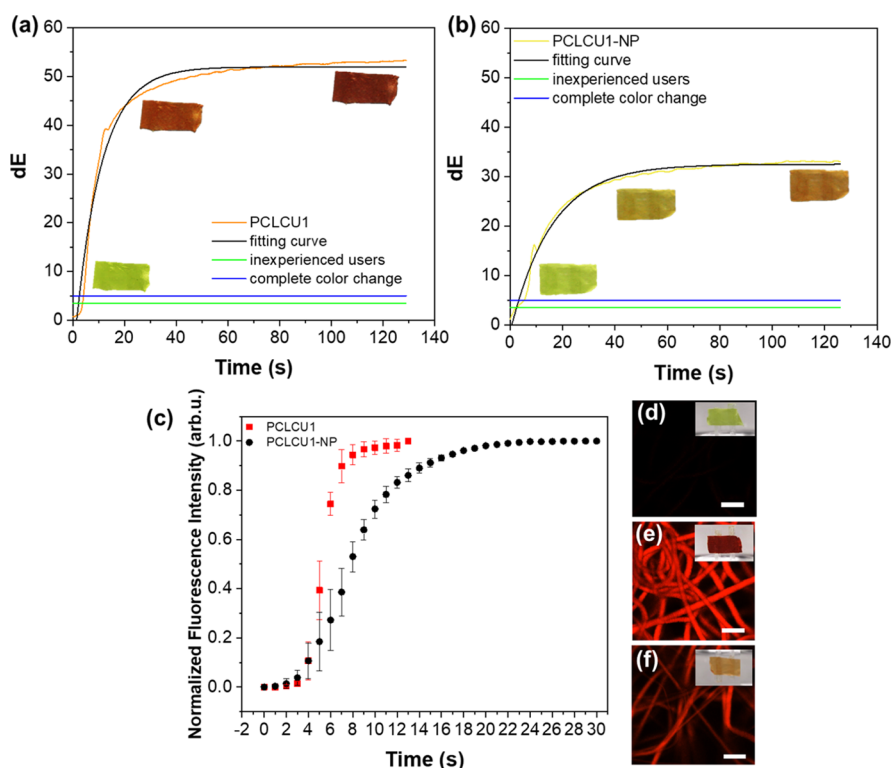 (a)
60
50
40
30
20
10
0
dE
0 20 40 60 80 100 120 140
Time (s)
PCLCU1
fitting curve
inexperienced users
complete color change
(b)
60
50
40
30
20
10
0
dE
0 20 40 60 80 100 120 140
Time (s)
PCLCU1-NP
fitting curve
inexperienced users
complete color change
(c)
PCLCU1
PCLCU1-NP
1.0
0.8
0.6
0.4
0.2
0.0
Normalized Fluorescence Intensity (arb.u.)
-2 0 2 4 6 8 10 12 14 16 18 20 22 24 26 28 30
Time (s)
(d)
(e)
(f)